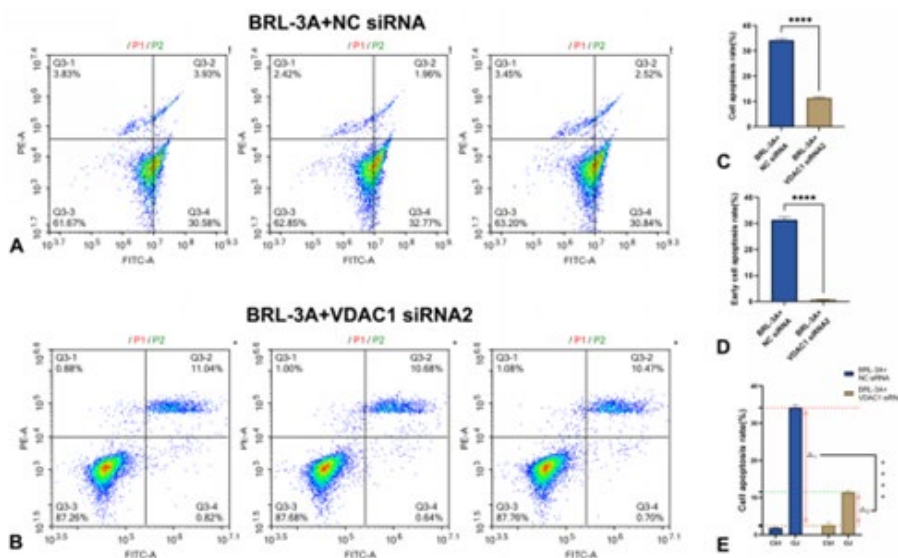 BRL-3A+NC siRNA
/ P1 / P2
Q3-1
3.83%
Q3-2
3.93%
Q3-3
61.67%
Q3-4
30.58%
PE-A
FITC-A
/ P1 / P2
Q3-1
2.42%
Q3-2
1.96%
Q3-3
62.85%
Q3-4
32.77%
PE-A
FITC-A
/ P1 / P2
Q3-1
3.45%
Q3-2
2.52%
Q3-3
63.20%
Q3-4
30.84%
PE-A
FITC-A
A
BRL-3A+VDAC1 siRNA2
/ P1 / P2
Q3-1
0.88%
Q3-2
11.04%
Q3-3
87.26%
Q3-4
0.82%
PE-A
FITC-A
/ P1 / P2
Q3-1
1.00%
Q3-2
10.68%
Q3-3
87.68%
Q3-4
0.64%
PE-A
FITC-A
/ P1 / P2
Q3-1
1.08%
Q3-2
10.47%
Q3-3
87.76%
Q3-4
0.70%
PE-A
FITC-A
B
Cell apoptosis rate(%)
****
BRL-3A+
NC siRNA
BRL-3A+
VDAC1 siRNA2
C
Early cell apoptosis rate(%)
****
BRL-3A+
NC siRNA
BRL-3A+
VDAC1 siRNA2
D
BRL-3A+
NC siRNA
BRL-3A+
Cell apoptosis rate(%)
E